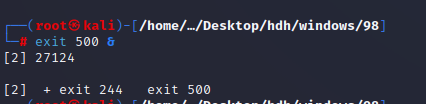 ┌──(root㉿kali)-[/home/…/Desktop/hdh/windows/98]
└─# exit 500 &
[2] 27124
[2]  + exit 244   exit 500
┌──(root㉿kali)-[/home/…/Desktop/hdh/windows/98]